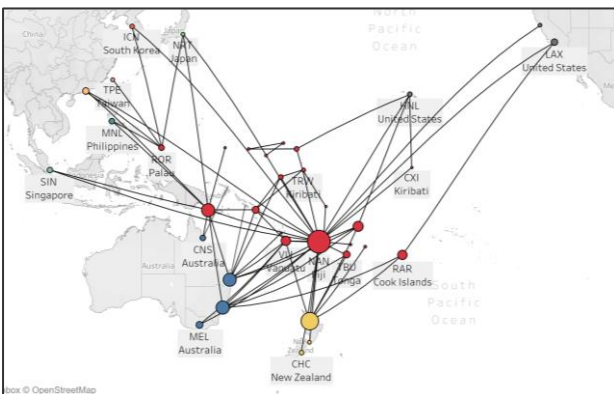 China
North
Pacific
Ocean
ICN
South Korea
NRT
Japan
LAX
United States
TPE
Taiwan
HNL
United States
MNL
Philippines
ROR
Palau
SIN
Singapore
Indonesia
TRW
Kiribati
CXI
Kiribati
CNS
Australia
Australia
VLI
Vanuatu
NAN
Fiji
TBU
Tonga
RAR
Cook Islands
South
Pacific
Ocean
MEL
Australia
CHC
New Zealand
box © OpenStreetMap